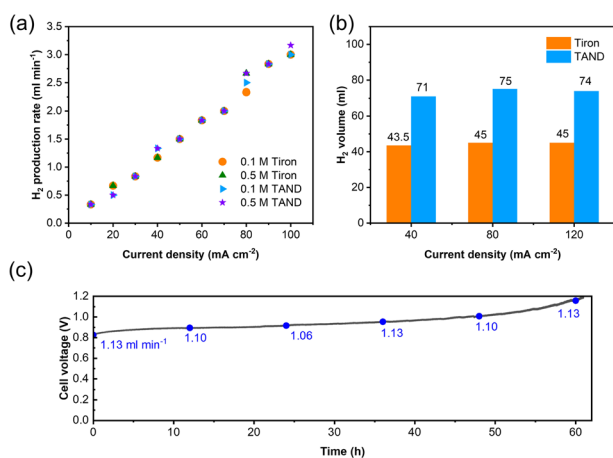 (a)
3.5
3.0
2.5
2.0
1.5
1.0
0.5
0.0
H2 production rate (ml min-1)
0.1 M Tiron
0.5 M Tiron
0.1 M TAND
0.5 M TAND
0 20 40 60 80 100
Current density (mA cm-2)
(b)
100
80
60
40
20
0
H2 volume (ml)
Tiron
TAND
43.5
71
45
75
45
74
40 80 120
Current density (mA cm-2)
(c)
1.2
1.0
0.8
0.6
0.4
0.2
0.0
Cell voltage (V)
1.13 ml min-1
1.10
1.06
1.13
1.10
1.13
0 10 20 30 40 50 60
Time (h)